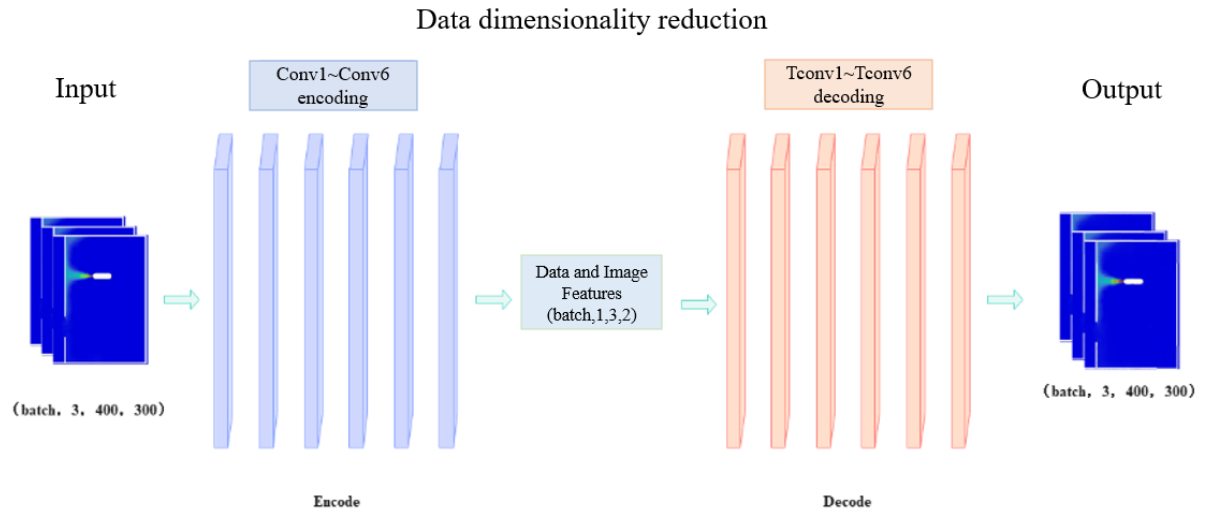 Data dimensionality reduction
Input
Conv1~Conv6
encoding
Tconv1~Tconv6
decoding
Output
Data and Image
Features
(batch,1,3,2)
(batch, 3, 400, 300)
(batch, 3, 400, 300)
Encode
Decode